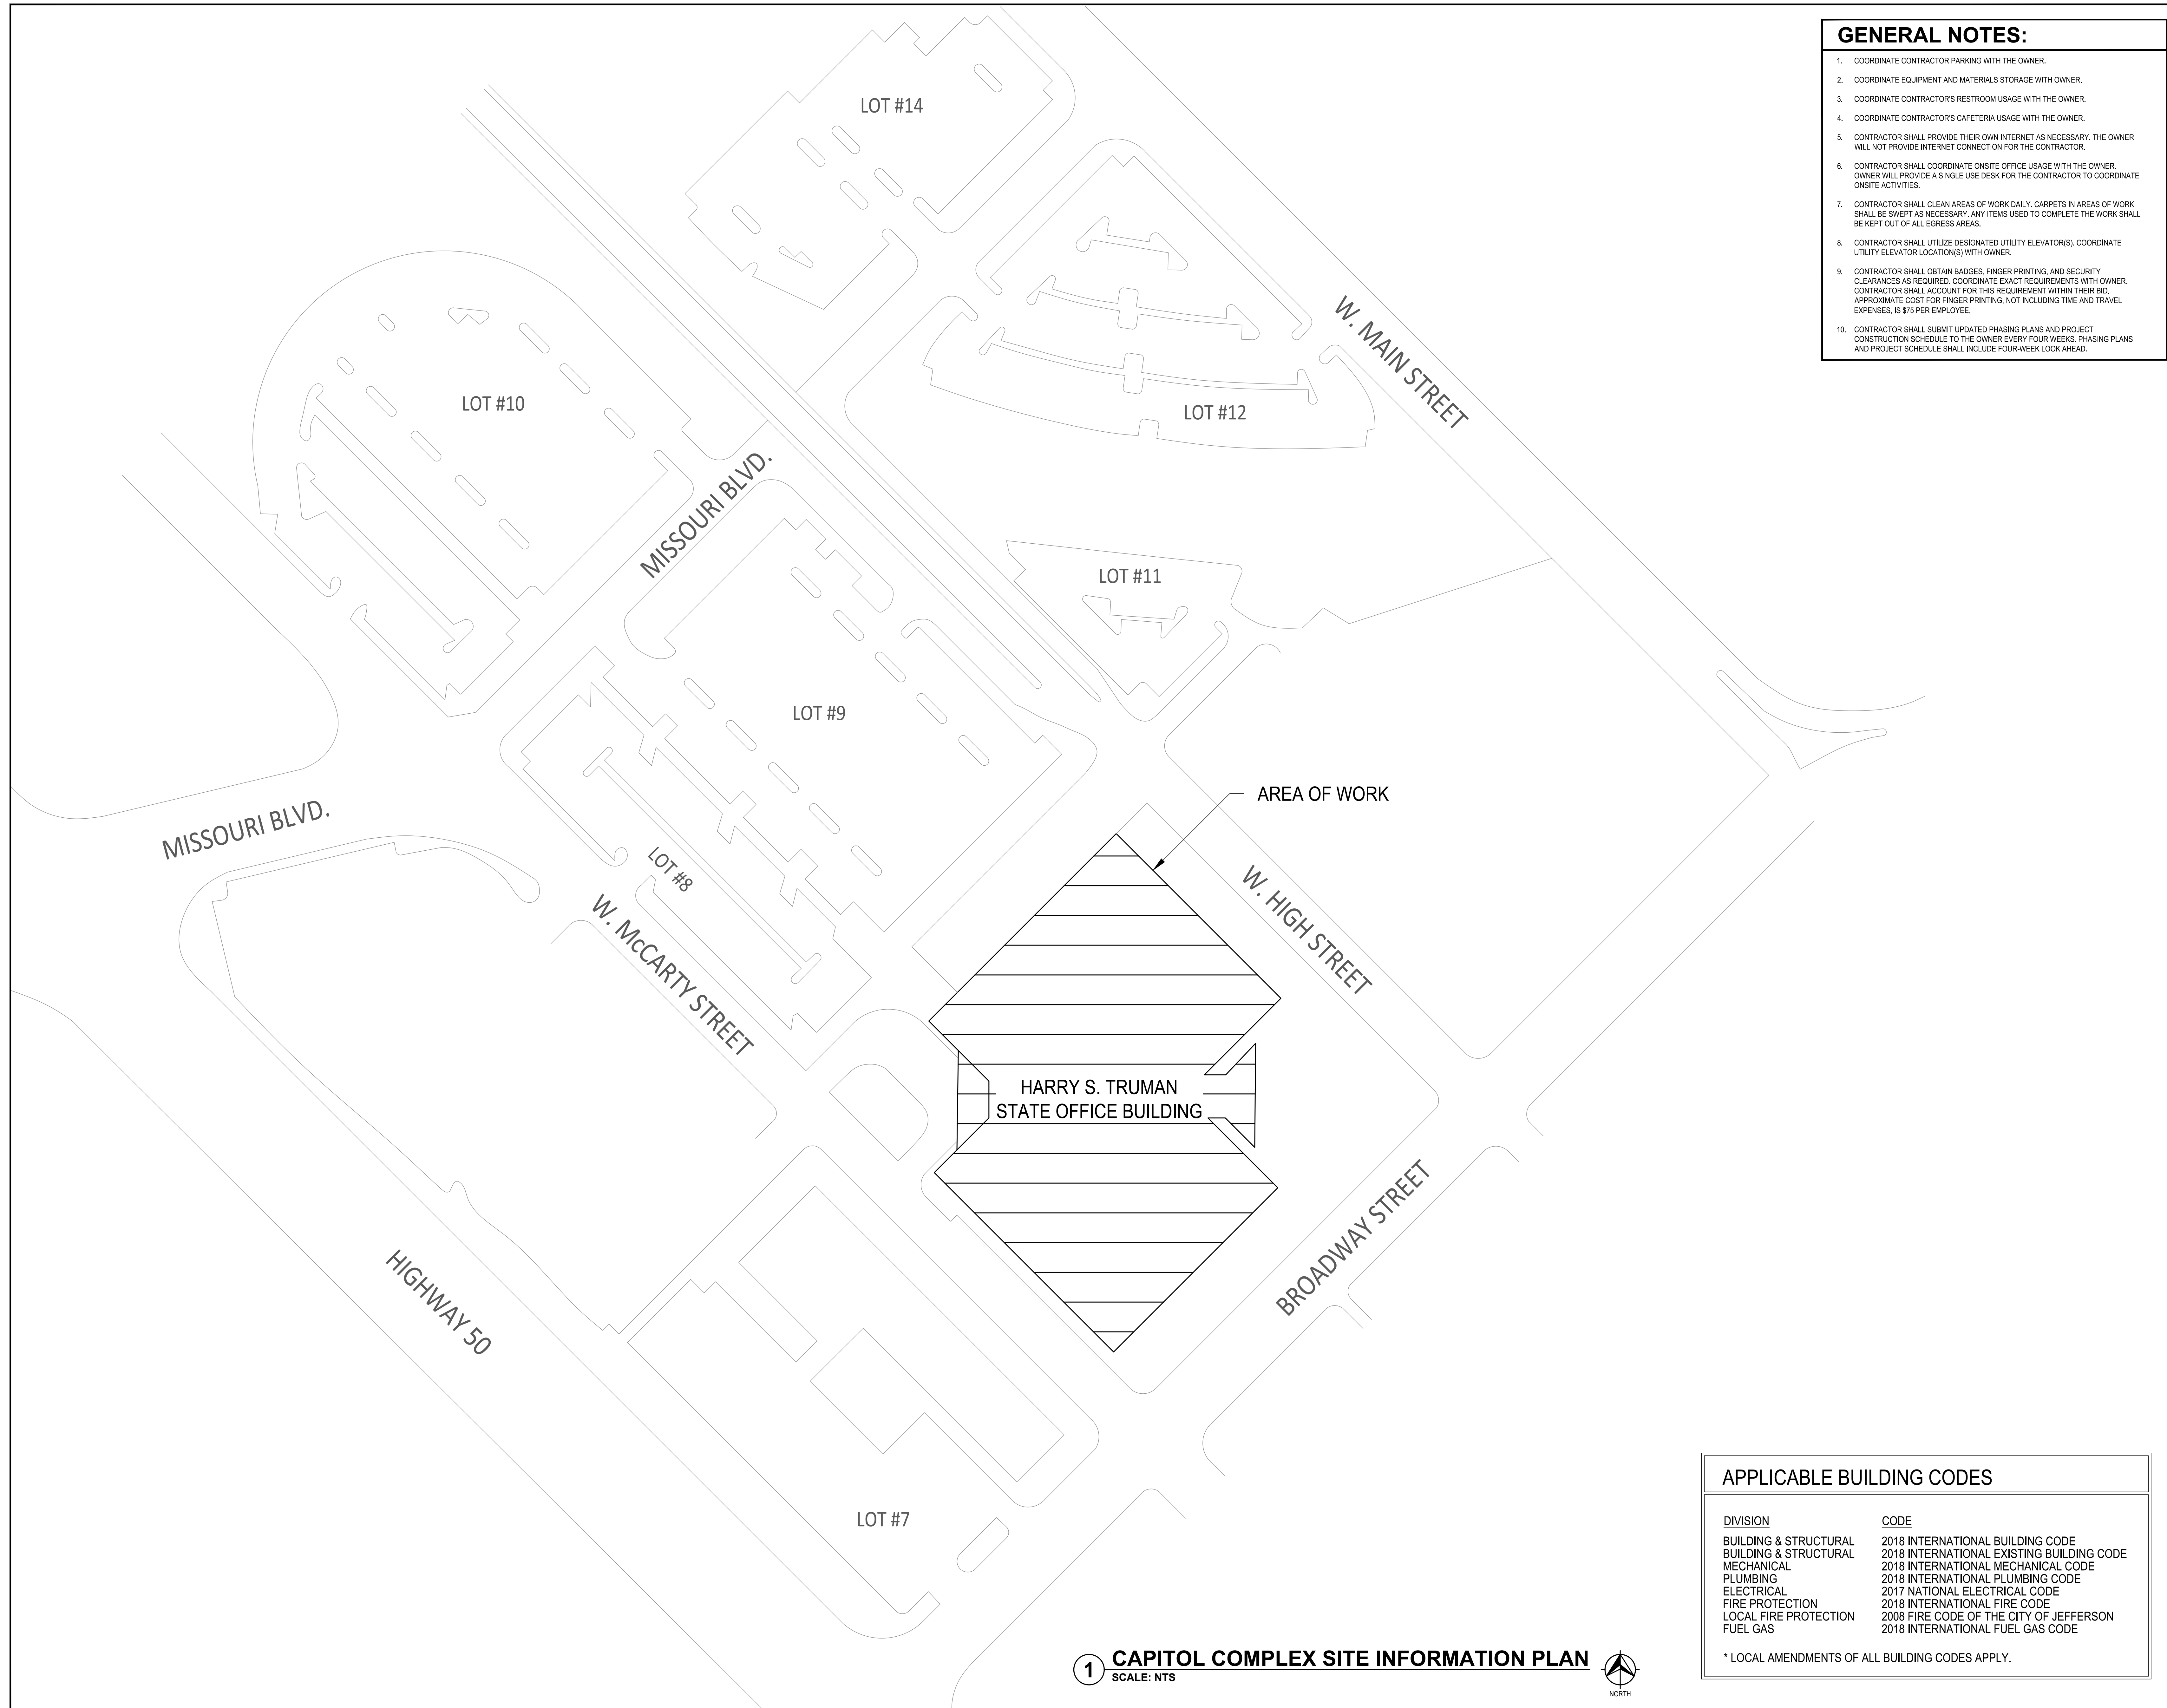 GENERAL NOTES:
1. COORDINATE CONTRACTOR PARKING WITH THE OWNER.
2. COORDINATE EQUIPMENT AND MATERIALS STORAGE WITH OWNER.
3. COORDINATE CONTRACTOR'S RESTROOM USAGE WITH THE OWNER.
4. COORDINATE CONTRACTOR'S CAFETERIA USAGE WITH THE OWNER.
5. CONTRACTOR SHALL PROVIDE THEIR OWN INTERNET AS NECESSARY. THE OWNER
WILL NOT PROVIDE INTERNET CONNECTION FOR THE CONTRACTOR.
6. CONTRACTOR SHALL COORDINATE ONSITE OFFICE USAGE WITH THE OWNER.
OWNER WILL PROVIDE A SINGLE USE DESK FOR THE CONTRACTOR TO COORDINATE
ONSITE ACTIVITIES.
7. CONTRACTOR SHALL CLEAN AREAS OF WORK DAILY. CARPETS IN AREAS OF WORK
SHALL BE SWEPT AS NECESSARY. ANY ITEMS USED TO COMPLETE THE WORK SHALL
BE KEPT OUT OF ALL EGRESS AREAS.
8. CONTRACTOR SHALL UTILIZE DESIGNATED UTILITY ELEVATOR(S). COORDINATE
UTILITY ELEVATOR LOCATION(S) WITH OWNER.
9. CONTRACTOR SHALL OBTAIN BADGES, FINGER PRINTING, AND SECURITY
CLEARANCES AS REQUIRED. COORDINATE EXACT REQUIREMENTS WITH OWNER.
CONTRACTOR SHALL ACCOUNT FOR THIS REQUIREMENT WITHIN THEIR BID.
APPROXIMATE COST FOR FINGER PRINTING, NOT INCLUDING TIME AND TRAVEL
EXPENSES, IS $75 PER EMPLOYEE.
10. CONTRACTOR SHALL SUBMIT UPDATED PHASING PLANS AND PROJECT
CONSTRUCTION SCHEDULE TO THE OWNER EVERY FOUR WEEKS. PHASING PLANS
AND PROJECT SCHEDULE SHALL INCLUDE FOUR-WEEK LOOK AHEAD.
LOT #14
W. MAIN STREET
LOT #10
LOT #12
MISSOURI BLVD.
LOT #11
LOT #9
AREA OF WORK
MISSOURI BLVD.
LOT #8
W. McCARTY STREET
W. HIGH STREET
HARRY S. TRUMAN
STATE OFFICE BUILDING
BROADWAY STREET
HIGHWAY 50
LOT #7
APPLICABLE BUILDING CODES
DIVISION CODE
BUILDING & STRUCTURAL 2018 INTERNATIONAL BUILDING CODE
BUILDING & STRUCTURAL 2018 INTERNATIONAL EXISTING BUILDING CODE
MECHANICAL 2018 INTERNATIONAL MECHANICAL CODE
PLUMBING 2018 INTERNATIONAL PLUMBING CODE
ELECTRICAL 2017 NATIONAL ELECTRICAL CODE
FIRE PROTECTION 2018 INTERNATIONAL FIRE CODE
LOCAL FIRE PROTECTION 2008 FIRE CODE OF THE CITY OF JEFFERSON
FUEL GAS 2018 INTERNATIONAL FUEL GAS CODE
* LOCAL AMENDMENTS OF ALL BUILDING CODES APPLY.
1 CAPITOL COMPLEX SITE INFORMATION PLAN
SCALE: NTS
NORTH